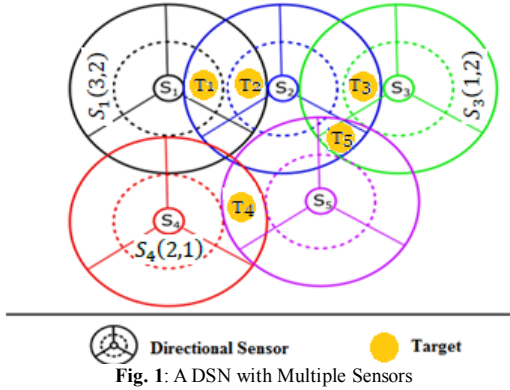 S₁(3,2)
S₁
T₁
T₂
S₂
T₃
S₃
S₃(1,2)
T₅
T₄
S₅
S₄
S₄(2,1)
Directional Sensor
Target
Fig. 1: A DSN with Multiple Sensors